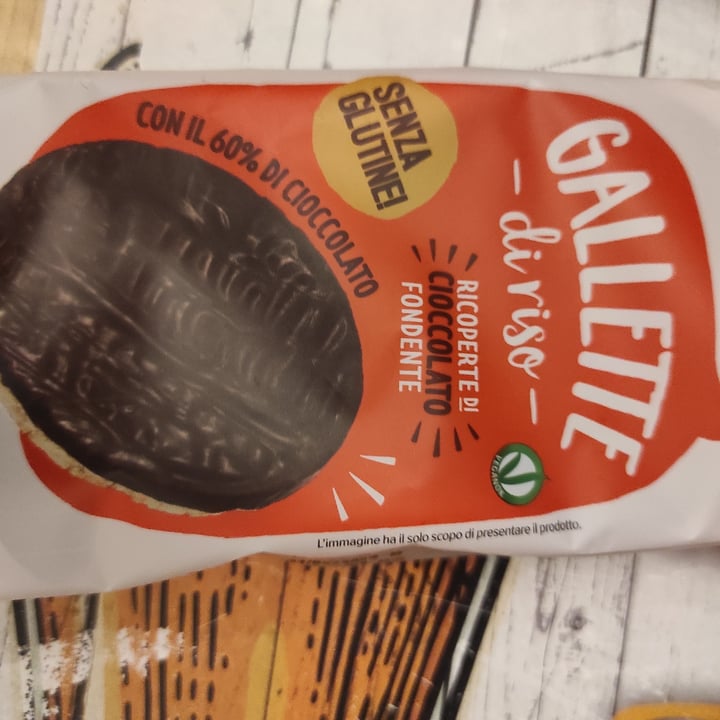 GALLETTE
di riso
RICOPERTE DI
CIOCCOLATO
FONDENTE
SENZA
GLUTINE!
CON IL 60% DI CIOCCOLATO
VEGANOK
L'immagine ha il solo scopo di presentare il prodotto.